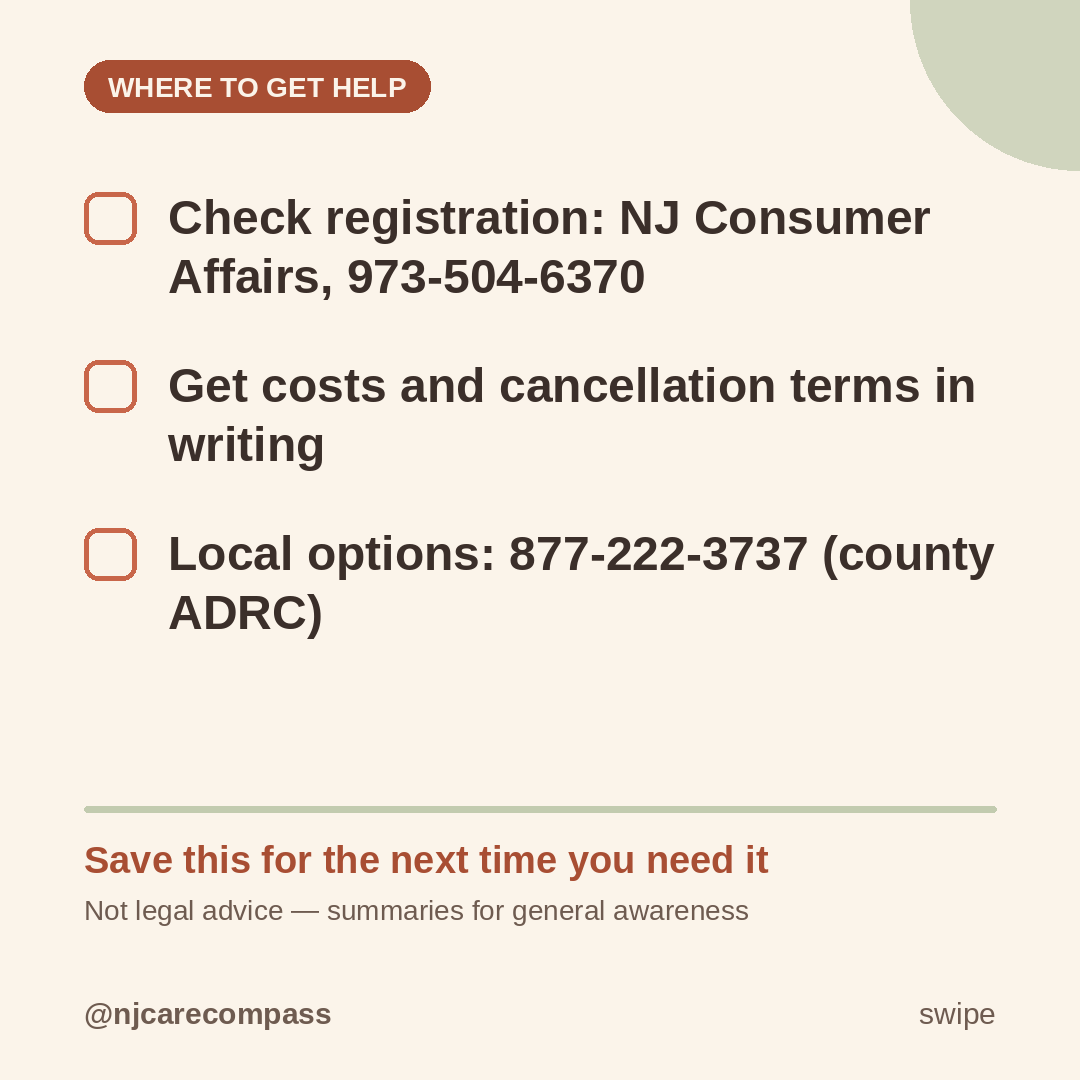 WHERE TO GET HELP
Check registration: NJ Consumer
Affairs, 973-504-6370
Get costs and cancellation terms in
writing
Local options: 877-222-3737 (county
ADRC)
Save this for the next time you need it
Not legal advice — summaries for general awareness
@njcarecompass
swipe